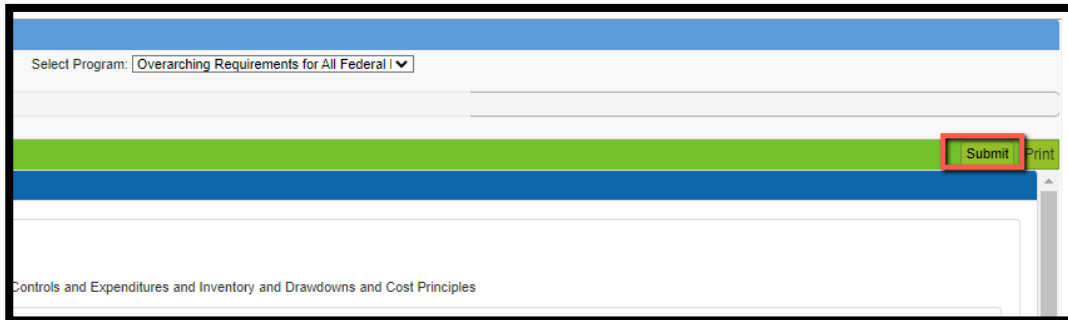 Select Program: Overarching Requirements for All Federal
Submit Print
Controls and Expenditures and Inventory and Drawdowns and Cost Principles